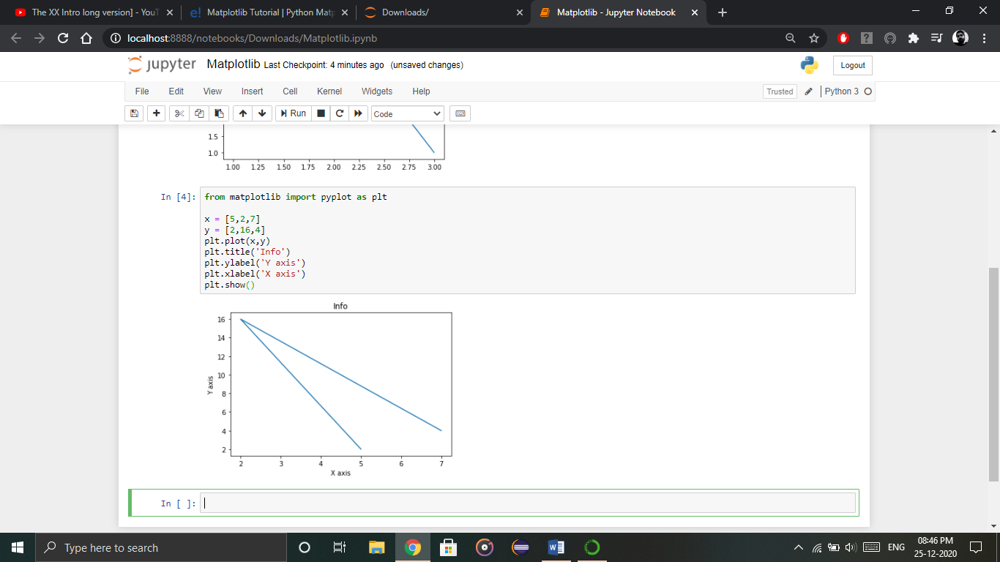 The XX Intro long version] - YouT
Matplotlib Tutorial | Python Matp
Downloads/
Matplotlib - Jupyter Notebook
localhost:8888/notebooks/Downloads/Matplotlib.ipynb
jupyter Matplotlib Last Checkpoint: 4 minutes ago (unsaved changes)
Logout
File Edit View Insert Cell Kernel Widgets Help
Trusted
Python 3
Run
Code
1.5
1.0
1.00 1.25 1.50 1.75 2.00 2.25 2.50 2.75 3.00
In [4]:
from matplotlib import pyplot as plt
x = [5,2,7]
y = [2,16,4]
plt.plot(x,y)
plt.title('Info')
plt.ylabel('Y axis')
plt.xlabel('X axis')
plt.show()
Info
16
14
12
10
8
6
4
2
Y axis
2 3 4 5 6 7
X axis
In [ ]:
Type here to search
ENG
08:46 PM
25-12-2020